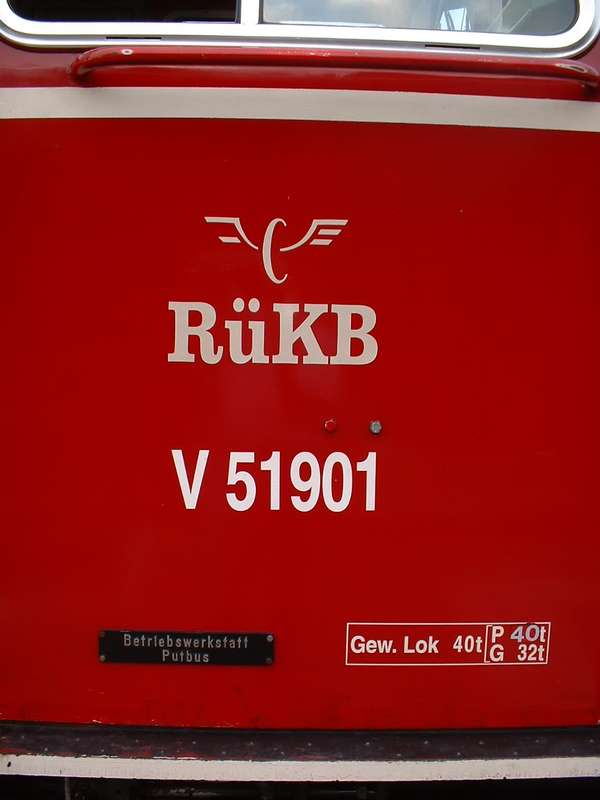 RüKB
V 51901
Betriebswerkstatt
Putbus
Gew. Lok 40t
P 40t
G 32t